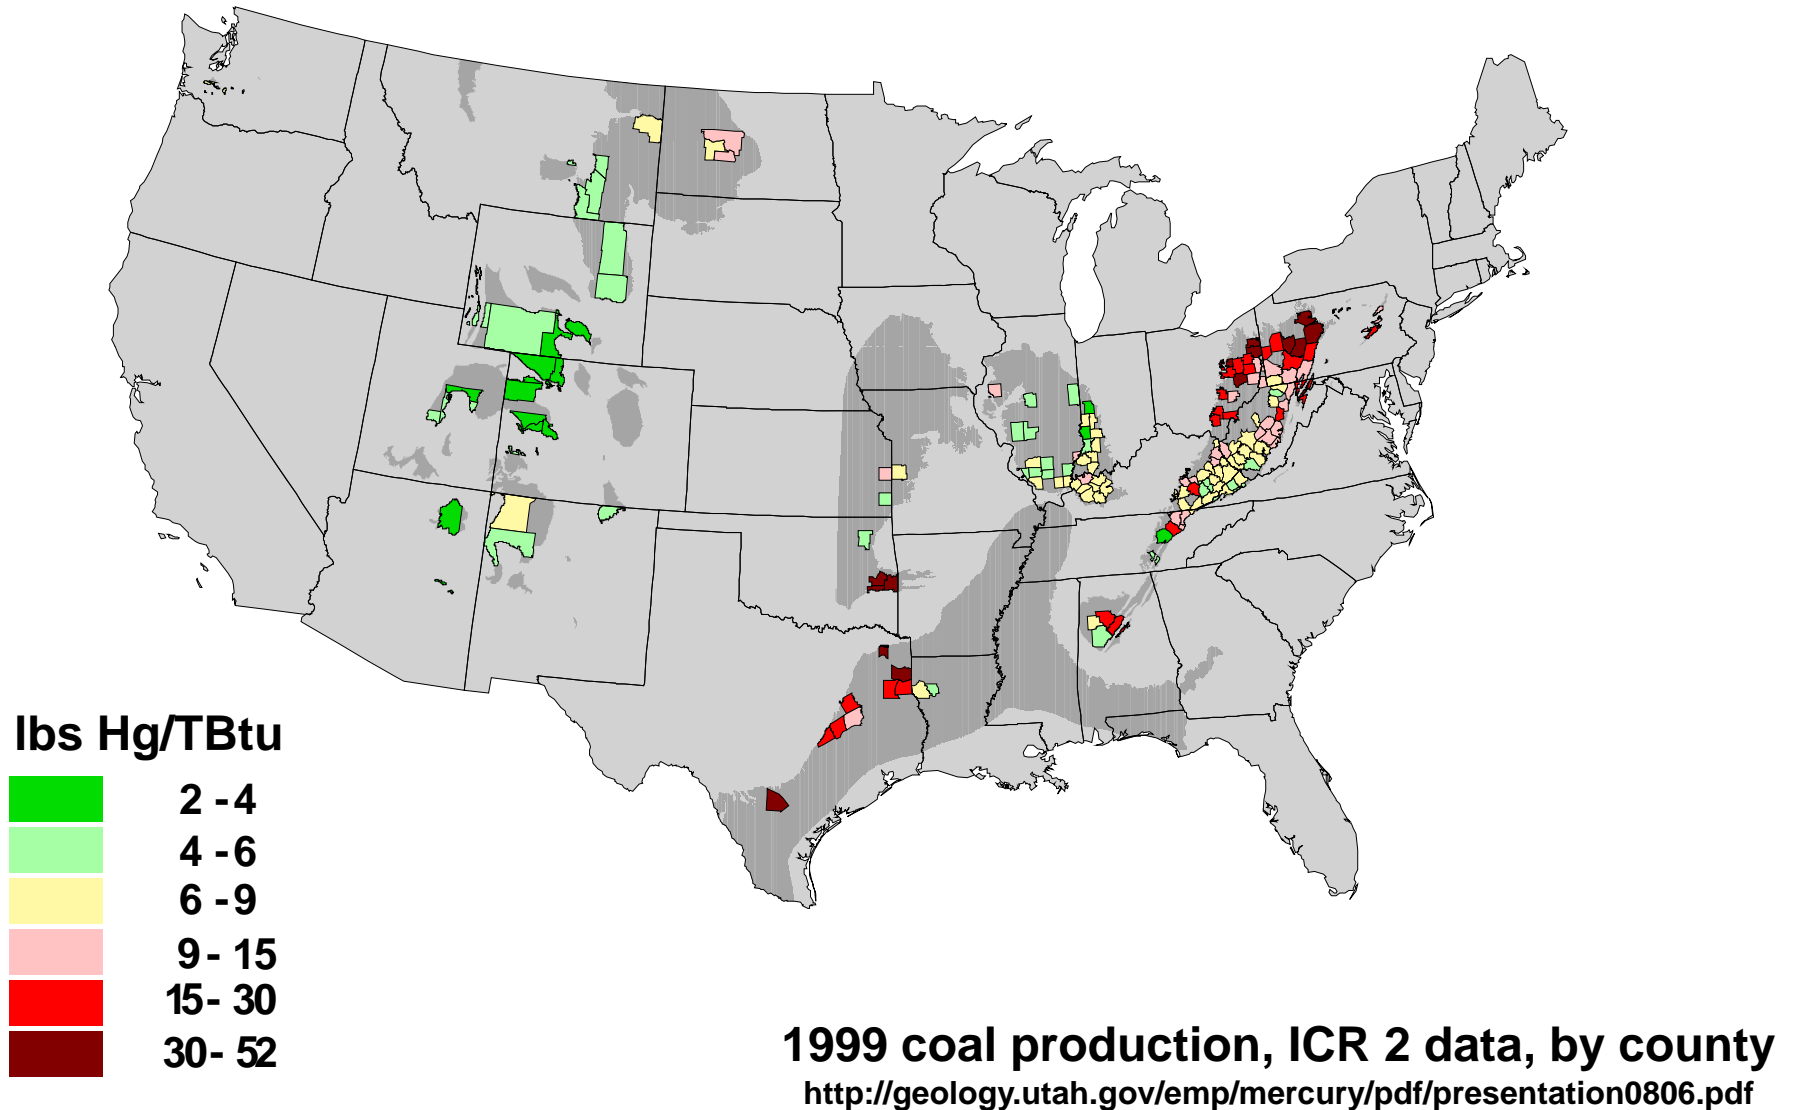 lbs Hg/TBtu
2 - 4
4 - 6
6 - 9
9 - 15
15 - 30
30 - 52
1999 coal production, ICR 2 data, by county
http://geology.utah.gov/emp/mercury/pdf/presentation0806.pdf